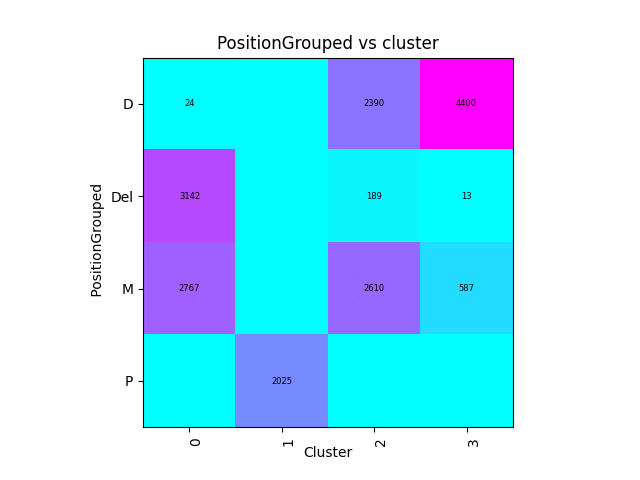 PositionGrouped vs cluster
D 24 2390 4400
Del 3142 189 13
M 2767 2610 587
P 2025
0 1 2 3
Cluster
PositionGrouped